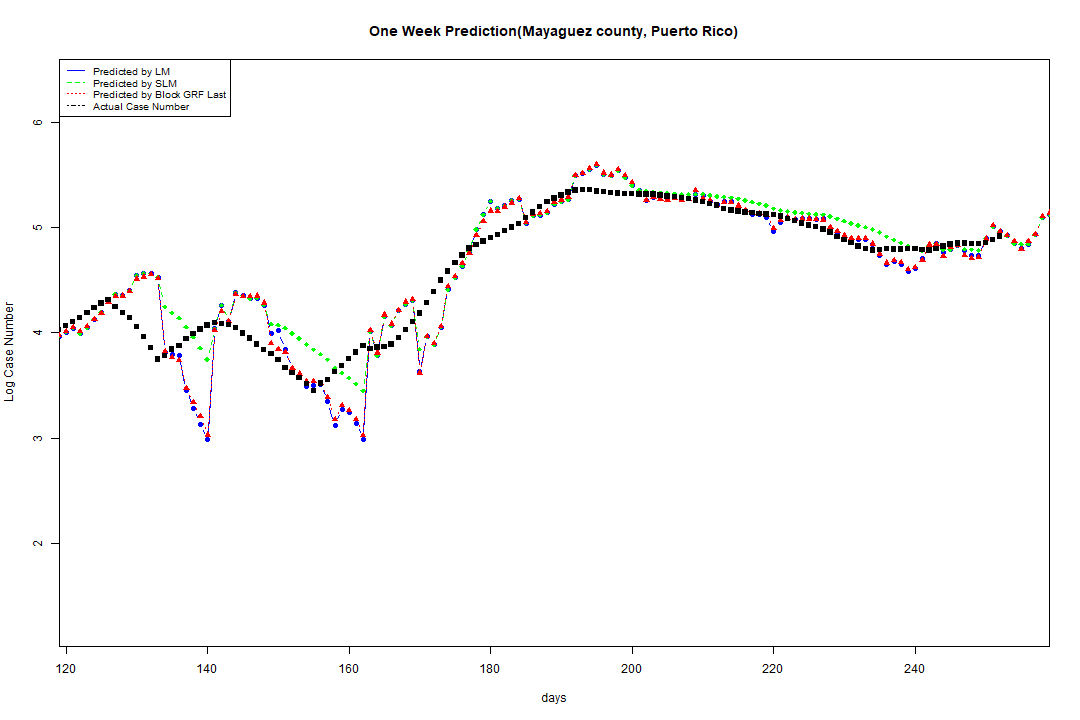 One Week Prediction(Mayaguez county, Puerto Rico)
Predicted by LM
Predicted by SLM
Predicted by Block GRF Last
Actual Case Number
6
5
4
3
2
Log Case Number
120 140 160 180 200 220 240
days